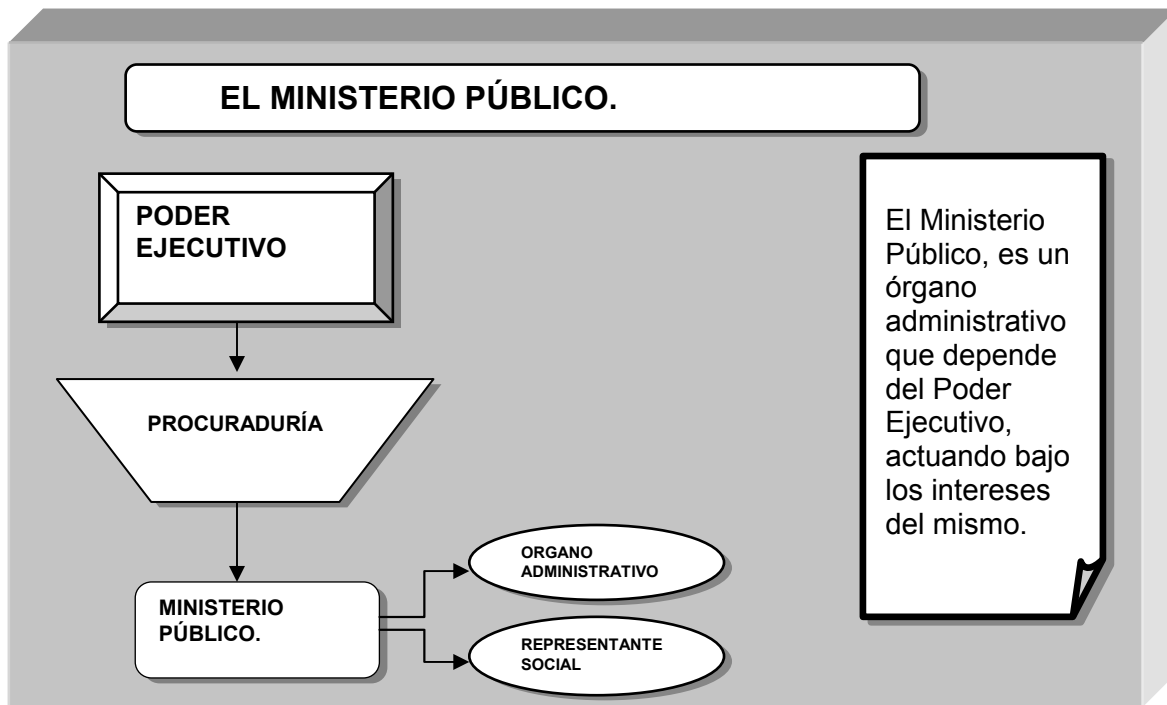 EL MINISTERIO PÚBLICO.
PODER
EJECUTIVO
PROCURADURÍA
MINISTERIO
PÚBLICO.
ORGANO
ADMINISTRATIVO
REPRESENTANTE
SOCIAL
El Ministerio
Público, es un
órgano
administrativo
que depende
del Poder
Ejecutivo,
actuando bajo
los intereses
del mismo.